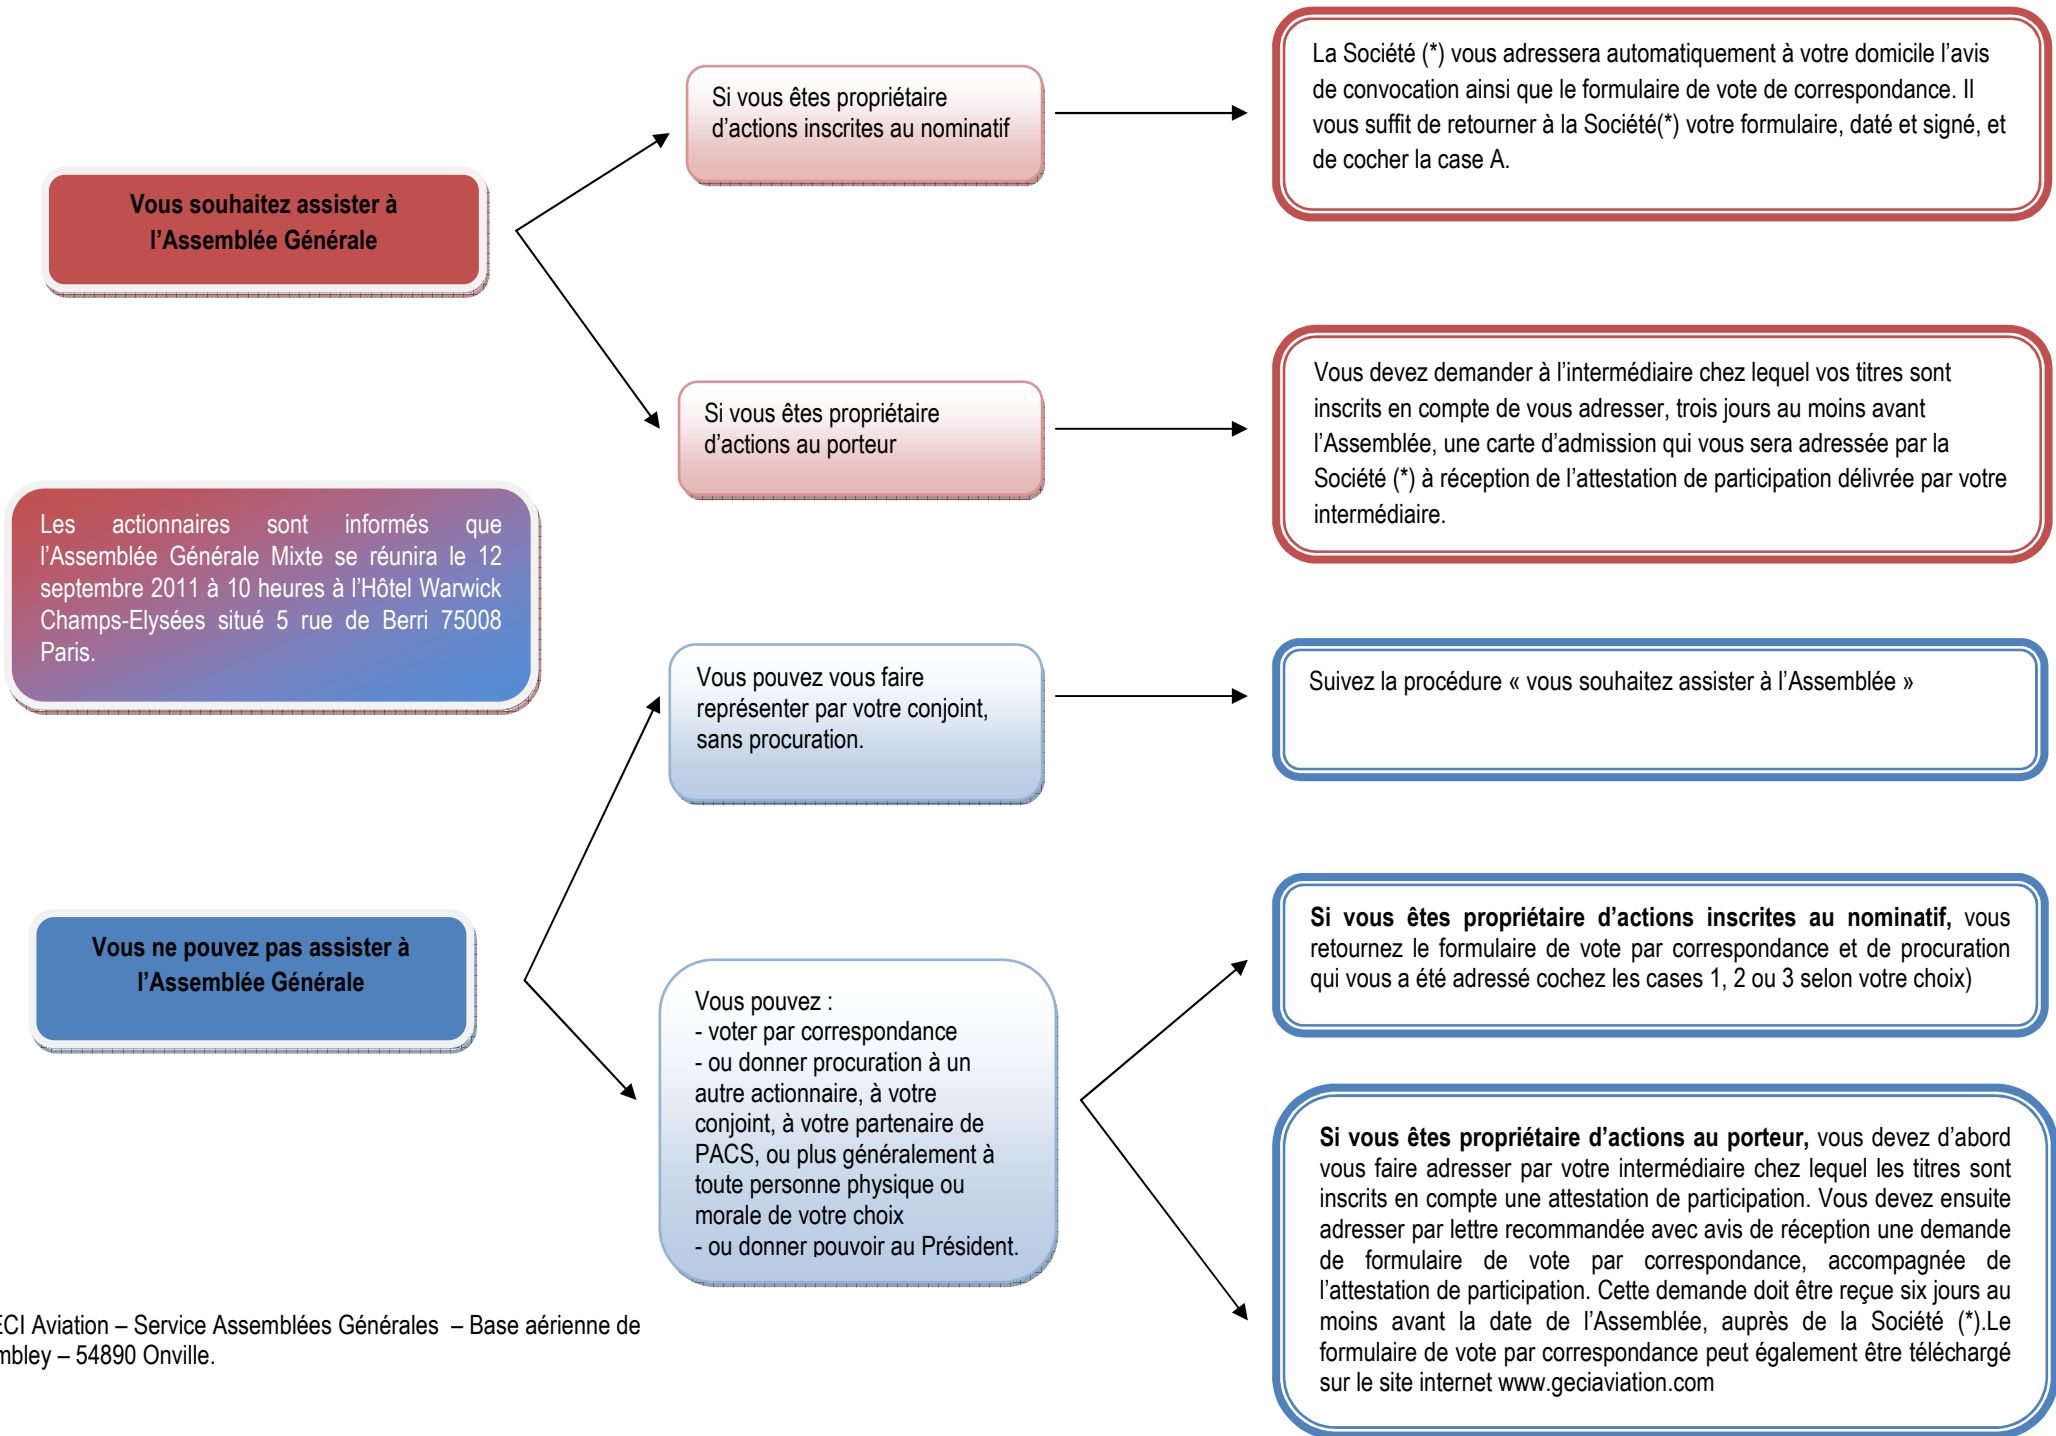 Vous souhaitez assister à
l’Assemblée Générale
Si vous êtes propriétaire
d’actions inscrites au nominatif
La Société (*) vous adressera automatiquement à votre domicile l’avis
de convocation ainsi que le formulaire de vote de correspondance. Il
vous suffit de retourner à la Société(*) votre formulaire, daté et signé, et
de cocher la case A.
Si vous êtes propriétaire
d’actions au porteur
Vous devez demander à l’intermédiaire chez lequel vos titres sont
inscrits en compte de vous adresser, trois jours au moins avant
l’Assemblée, une carte d’admission qui vous sera adressée par la
Société (*) à réception de l’attestation de participation délivrée par votre
intermédiaire.
Les actionnaires sont informés que
l’Assemblée Générale Mixte se réunira le 12
septembre 2011 à 10 heures à l’Hôtel Warwick
Champs-Elysées situé 5 rue de Berri 75008
Paris.
Vous pouvez vous faire
représenter par votre conjoint,
sans procuration.
Suivez la procédure « vous souhaitez assister à l’Assemblée »
Vous ne pouvez pas assister à
l’Assemblée Générale
Vous pouvez :
- voter par correspondance
- ou donner procuration à un
autre actionnaire, à votre
conjoint, à votre partenaire de
PACS, ou plus généralement à
toute personne physique ou
morale de votre choix
- ou donner pouvoir au Président.
Si vous êtes propriétaire d’actions inscrites au nominatif, vous
retournez le formulaire de vote par correspondance et de procuration
qui vous a été adressé cochez les cases 1, 2 ou 3 selon votre choix)
Si vous êtes propriétaire d’actions au porteur, vous devez d’abord
vous faire adresser par votre intermédiaire chez lequel les titres sont
inscrits en compte une attestation de participation. Vous devez ensuite
adresser par lettre recommandée avec avis de réception une demande
de formulaire de vote par correspondance, accompagnée de
l’attestation de participation. Cette demande doit être reçue six jours au
moins avant la date de l’Assemblée, auprès de la Société (*).Le
formulaire de vote par correspondance peut également être téléchargé
sur le site internet www.geciaviation.com
ECI Aviation – Service Assemblées Générales – Base aérienne de
mbley – 54890 Onville.